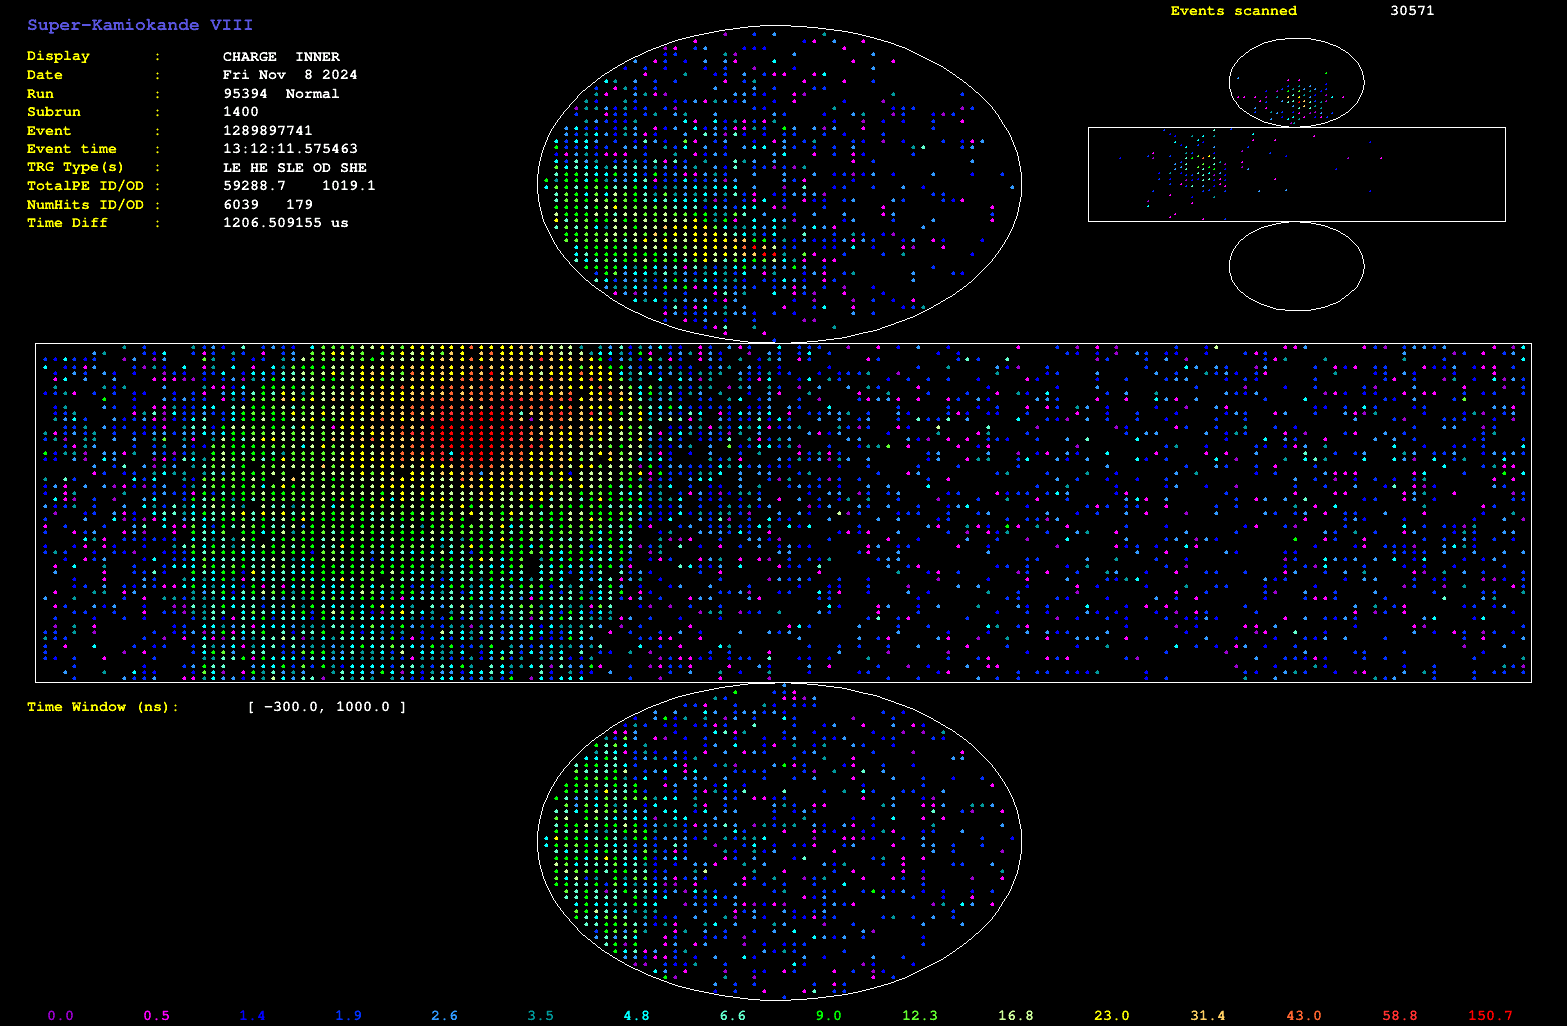 Super-Kamiokande VIII
Events scanned 30571
Display : CHARGE INNER
Date : Fri Nov 8 2024
Run : 95394 Normal
Subrun : 1400
Event : 1289897741
Event time : 13:12:11.575463
TRG Type(s) : LE HE SLE OD SHE
TotalPE ID/OD : 59288.7 1019.1
NumHits ID/OD : 6039 179
Time Diff : 1206.509155 us
Time Window (ns): [ -300.0, 1000.0 ]
0.0 0.5 1.4 1.9 2.6 3.5 4.8 6.6 9.0 12.3 16.8 23.0 31.4 43.0 58.8 150.7